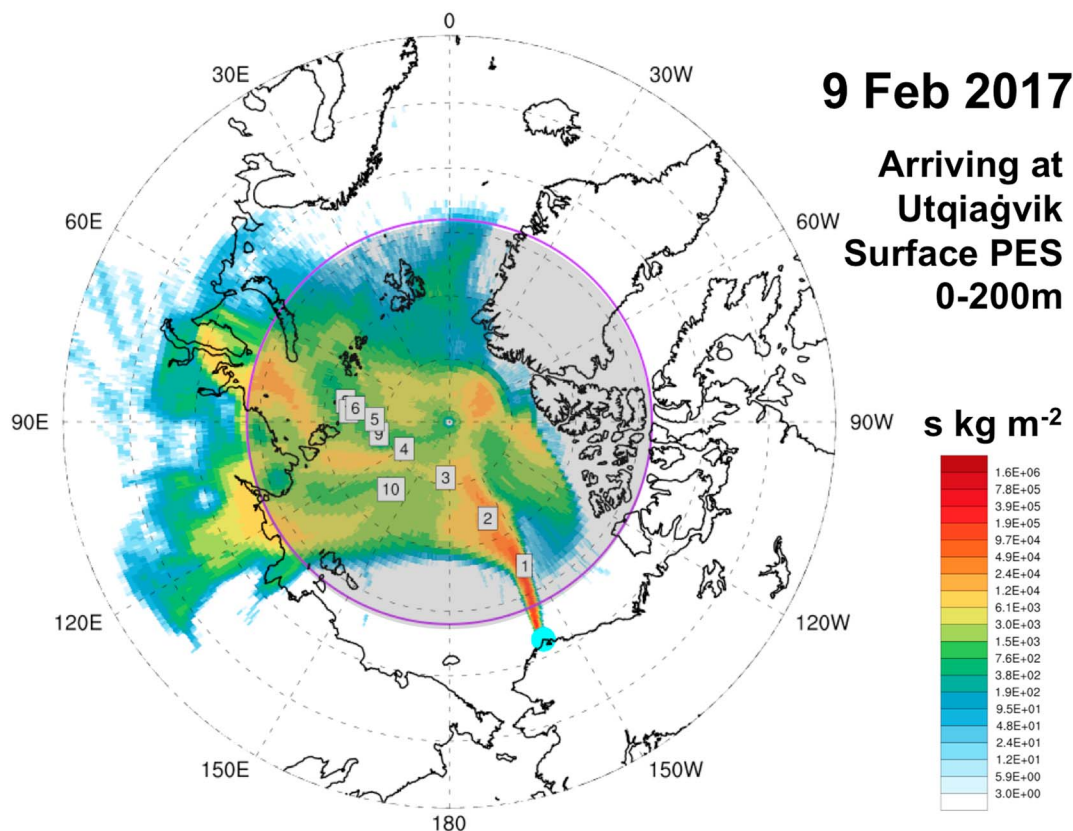 0
30E
30W
9 Feb 2017
Arriving at
Utqiaġvik
Surface PES
0-200m
60E
60W
90E
90W
6
5
9
4
3
10
2
1
s kg m-2
1.6E+06
7.8E+05
3.9E+05
1.9E+05
9.7E+04
4.9E+04
2.4E+04
1.2E+04
6.1E+03
3.0E+03
1.5E+03
7.6E+02
3.8E+02
1.9E+02
9.5E+01
4.8E+01
2.4E+01
1.2E+01
5.9E+00
3.0E+00
120E
120W
150E
150W
180